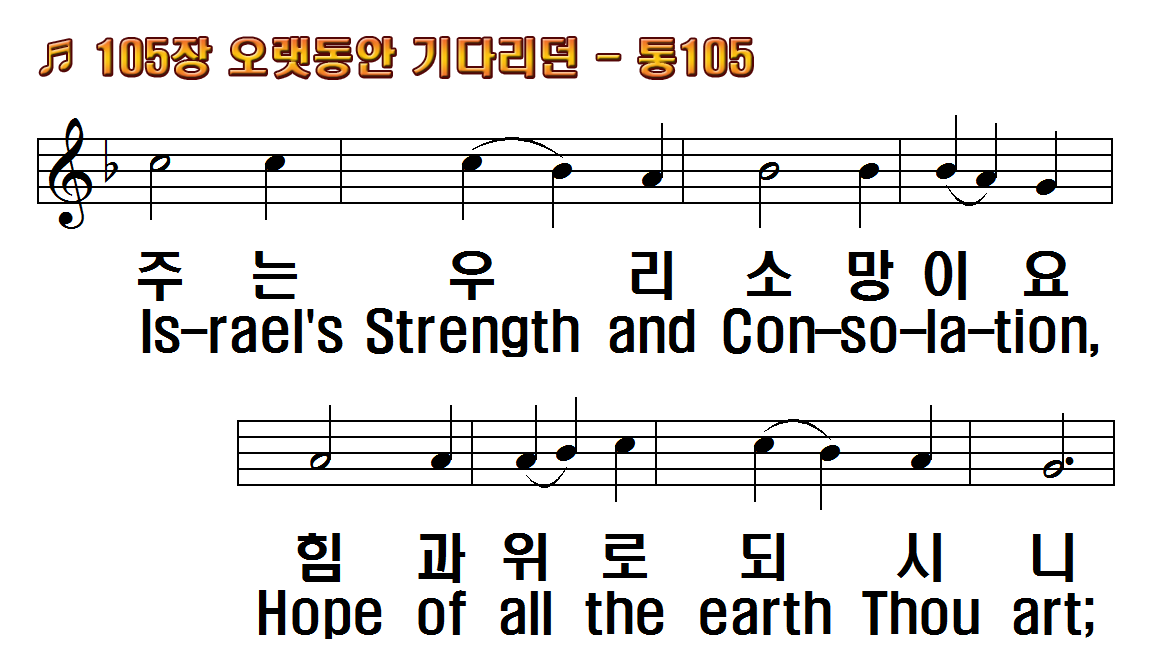 ♬ 105장 오랫동안 기다리던 - 통105
주 는 우 리 소 망 이 요
Is-rael's Strength and Con-so-la-tion,
힘 과 위 로 되 시 니
Hope of all the earth Thou art;